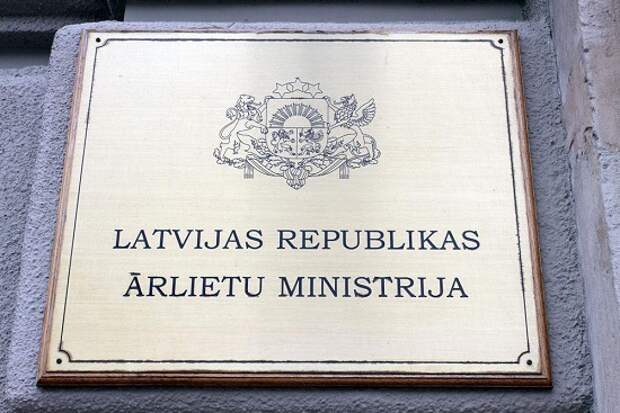 LATVIJAS REPUBLIKAS
ĀRLIETU MINISTRIJA